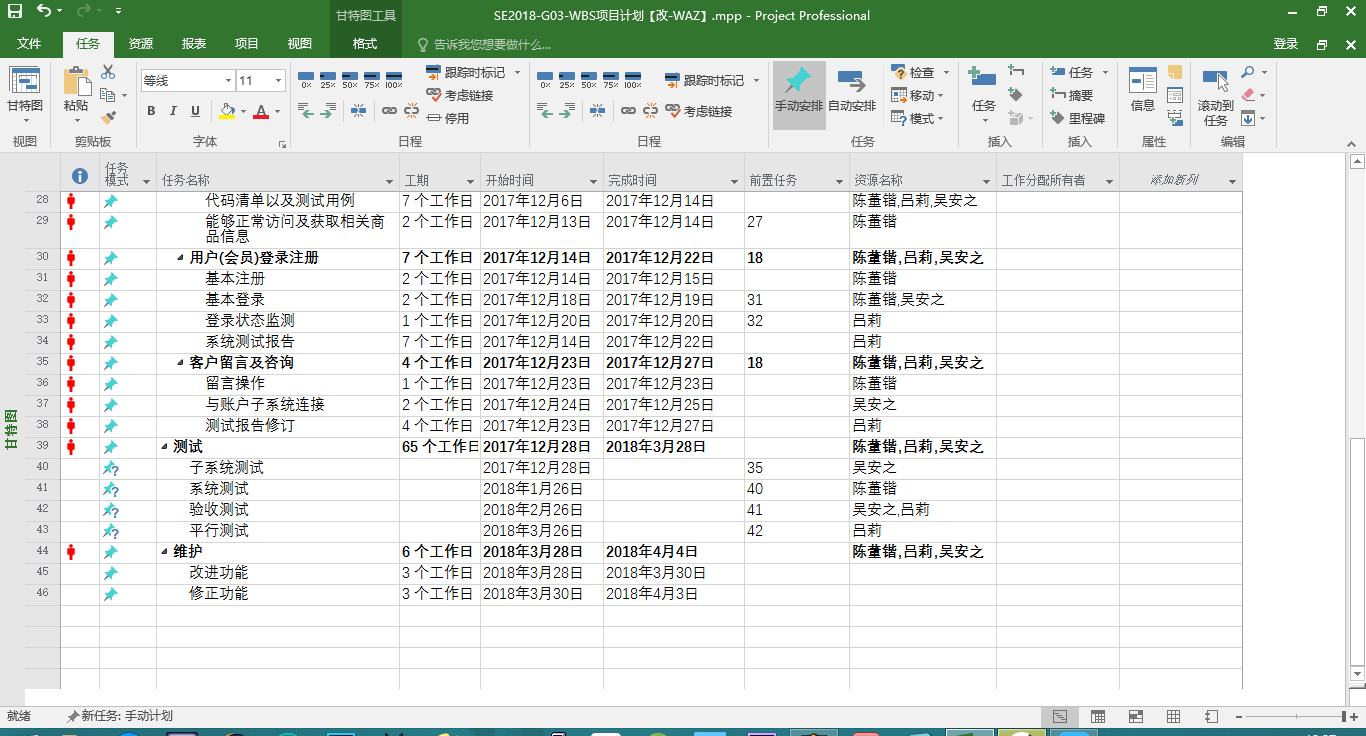 SE2018-G03-WBS项目计划【改-WAZ】.mpp - Project Professional
甘特图工具
文件 任务 资源 报表 项目 视图 格式 告诉我您想要做什么... 登录
甘特图 粘贴 等线 11 B I U A
0% 25% 50% 75% 100% 跟踪时标记 考虑链接 停用
0% 25% 50% 75% 100% 跟踪时标记 考虑链接
手动安排 自动安排 检查 移动 模式
任务 任务 摘要 里程碑 信息 滚动到任务
视图 剪贴板 字体 日程 日程 任务 插入 插入 属性 编辑
任务模式 任务名称 工期 开始时间 完成时间 前置任务 资源名称 工作分配所有者 添加新列
28 代码清单以及测试用例 7 个工作日 2017年12月6日 2017年12月14日 陈董锴,吕莉,吴安之
29 能够正常访问及获取相关商品信息 2 个工作日 2017年12月13日 2017年12月14日 27 陈董锴
30 用户(会员)登录注册 7 个工作日 2017年12月14日 2017年12月22日 18 陈董锴,吕莉,吴安之
31 基本注册 2 个工作日 2017年12月14日 2017年12月15日 陈董锴
32 基本登录 2 个工作日 2017年12月18日 2017年12月19日 31 陈董锴,吴安之
33 登录状态监测 1 个工作日 2017年12月20日 2017年12月20日 32 吕莉
34 系统测试报告 7 个工作日 2017年12月14日 2017年12月22日 吕莉
35 客户留言及咨询 4 个工作日 2017年12月23日 2017年12月27日 18 陈董锴,吕莉,吴安之
36 留言操作 1 个工作日 2017年12月23日 2017年12月23日 陈董锴
37 与账户子系统连接 2 个工作日 2017年12月24日 2017年12月25日 吴安之
38 测试报告修订 4 个工作日 2017年12月23日 2017年12月27日 吕莉
39 测试 65 个工作日 2017年12月28日 2018年3月28日 陈董锴,吕莉,吴安之
40 子系统测试 2017年12月28日 35 吴安之
41 系统测试 2018年1月26日 40 陈董锴
42 验收测试 2018年2月26日 41 吴安之,吕莉
43 平行测试 2018年3月26日 42 吕莉
44 维护 6 个工作日 2018年3月28日 2018年4月4日 陈董锴,吕莉,吴安之
45 改进功能 3 个工作日 2018年3月28日 2018年3月30日
46 修正功能 3 个工作日 2018年3月30日 2018年4月3日
甘特图
就绪 新任务: 手动计划